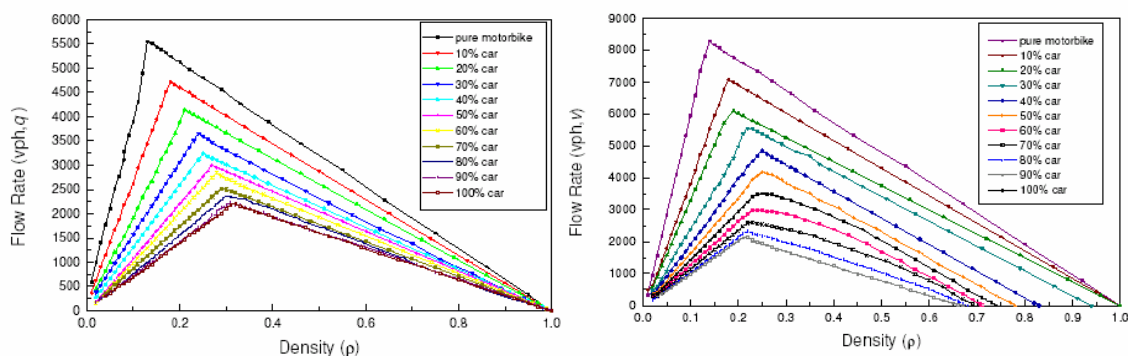 6000
5500
5000
4500
4000
3500
3000
2500
2000
1500
1000
500
0
Flow Rate (vph,q)
pure motorbike
10% car
20% car
30% car
40% car
50% car
60% car
70% car
80% car
90% car
100% car
0.0 0.2 0.4 0.6 0.8 1.0
Density (ρ)
9000
8000
7000
6000
5000
4000
3000
2000
1000
0
Flow Rate (vph,v)
pure motorbike
10% car
20% car
30% car
40% car
50% car
60% car
70% car
80% car
90% car
100% car
0.0 0.1 0.2 0.3 0.4 0.5 0.6 0.7 0.8 0.9 1.0
Density (ρ)